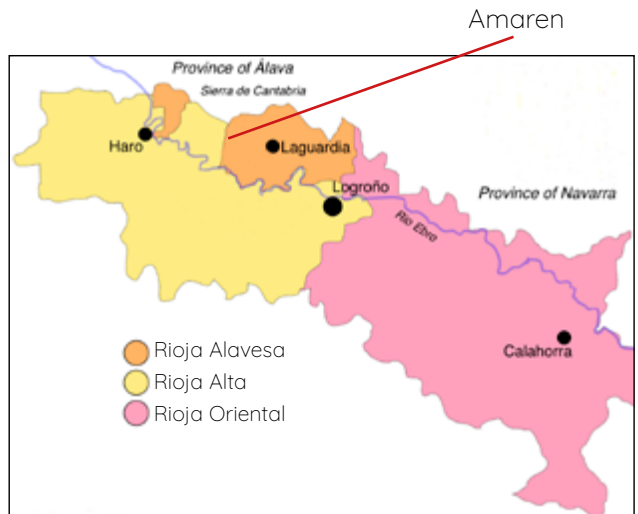 Amaren
Province of Álava
Sierra de Cantabria
Haro
Laguardia
Logroño
Province of Navarra
Rio Ebro
Calahorra
Rioja Alavesa
Rioja Alta
Rioja Oriental